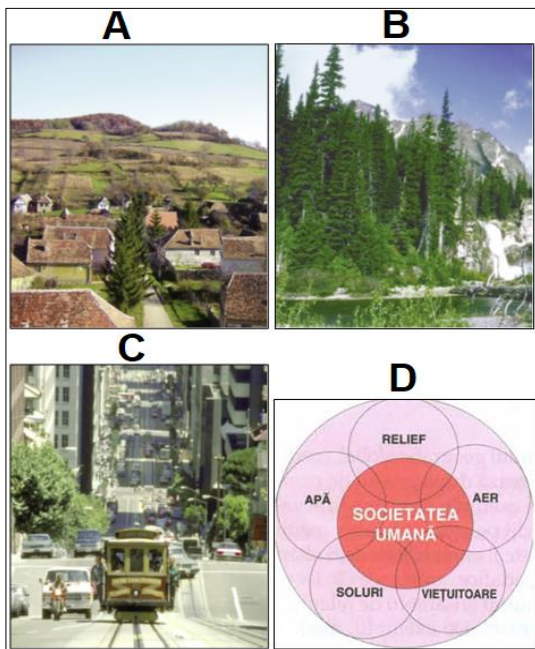 A
B
C
D
RELIEF
APĂ
AER
SOCIETATEA
UMANĂ
SOLURI
VIEȚUITOARE